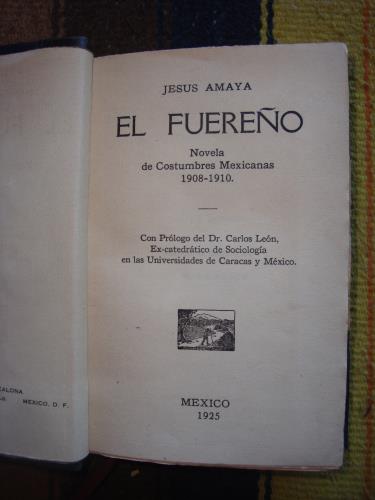 JESUS AMAYA
EL FUEREÑO
Novela
de Costumbres Mexicanas
1908-1910.
Con Prólogo del Dr. Carlos León,
Ex-catedrático de Sociología
en las Universidades de Caracas y México.
MEXICO
1925
MEXICO, D. F.